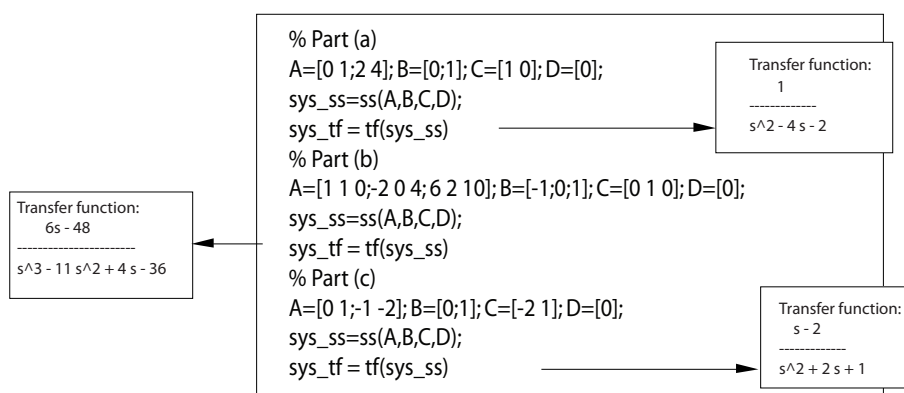 % Part (a)
A=[0 1;2 4]; B=[0;1]; C=[1 0]; D=[0];
sys_ss=ss(A,B,C,D);
sys_tf = tf(sys_ss)
Transfer function:
1
-------------
s^2 - 4 s - 2
% Part (b)
A=[1 1 0;-2 0 4;6 2 10]; B=[-1;0;1]; C=[0 1 0]; D=[0];
sys_ss=ss(A,B,C,D);
sys_tf = tf(sys_ss)
Transfer function:
6s - 48
-----------------------
s^3 - 11 s^2 + 4 s - 36
% Part (c)
A=[0 1;-1 -2]; B=[0;1]; C=[-2 1]; D=[0];
sys_ss=ss(A,B,C,D);
sys_tf = tf(sys_ss)
Transfer function:
s - 2
-------------
s^2 + 2 s + 1